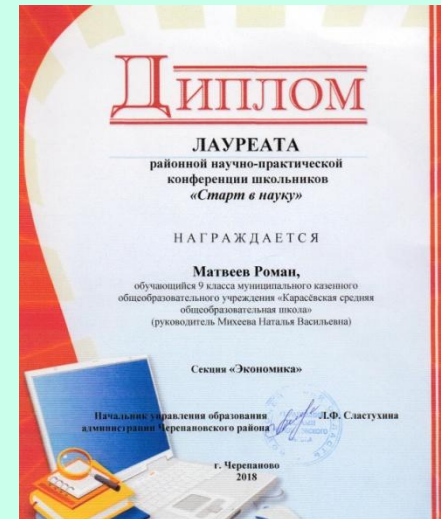 ДИПЛОМ
ЛАУРЕАТА
районной научно-практической
конференции школьников
«Старт в науку»
НАГРАЖДАЕТСЯ
Матвеев Роман,
обучающийся 9 класса муниципального казенного
общеобразовательного учреждения «Карасёвская средняя
общеобразовательная школа»
(руководитель Михеева Наталья Васильевна)
Секция «Экономика»
Начальник управления образования Л.Ф. Сластухина
администрации Черепановского района
г. Черепаново
2018